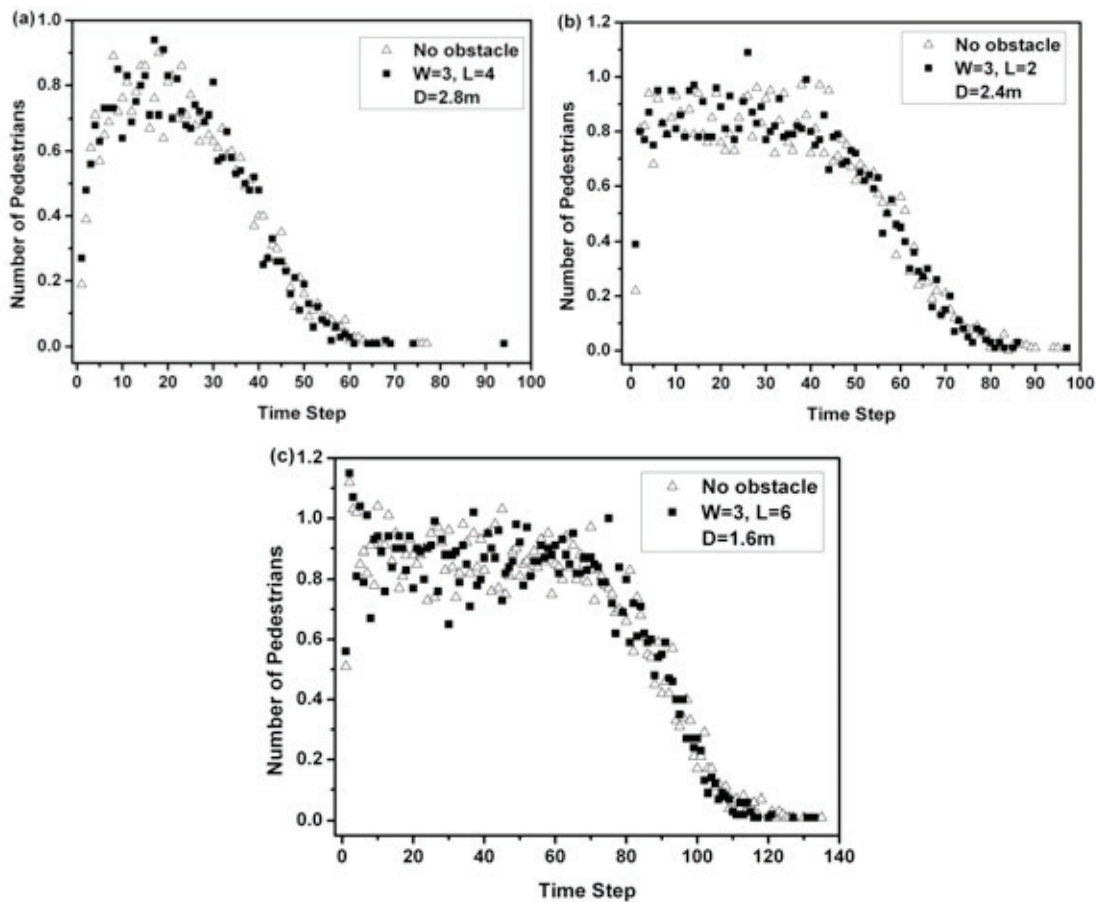 (a)
1.0
0.8
0.6
0.4
0.2
0.0
Number of Pedestrians
No obstacle
W=3, L=4
D=2.8m
0 10 20 30 40 50 60 70 80 90 100
Time Step
(b)
1.2
1.0
0.8
0.6
0.4
0.2
0.0
Number of Pedestrians
No obstacle
W=3, L=2
D=2.4m
0 10 20 30 40 50 60 70 80 90 100
Time Step
(c)
1.2
1.0
0.8
0.6
0.4
0.2
0.0
Number of Pedestrians
No obstacle
W=3, L=6
D=1.6m
0 20 40 60 80 100 120 140
Time Step